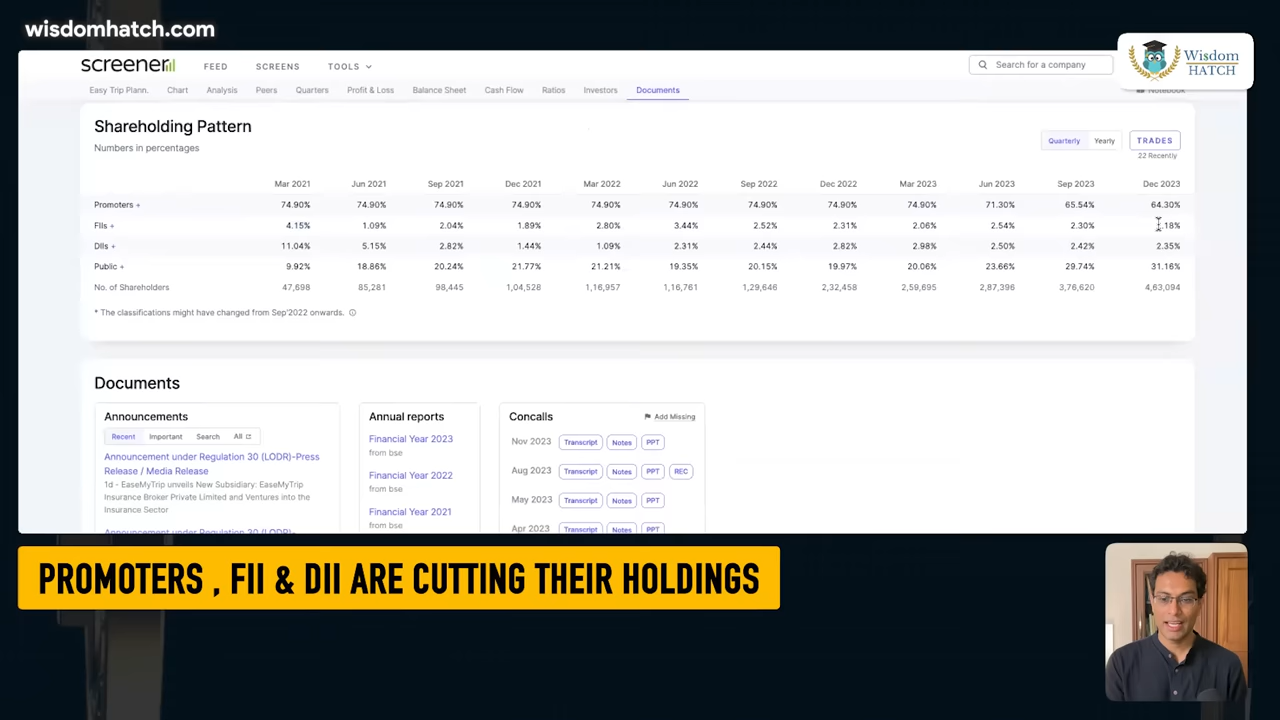 wisdomhatch.com
screener FEED SCREENS TOOLS Search for a company
Wisdom HATCH
Easy Trip Plann. Chart Analysis Peers Quarters Profit & Loss Balance Sheet Cash Flow Ratios Investors Documents Notebook
Shareholding Pattern
Numbers in percentages
Quarterly Yearly TRADES
22 Recently
Mar 2021 Jun 2021 Sep 2021 Dec 2021 Mar 2022 Jun 2022 Sep 2022 Dec 2022 Mar 2023 Jun 2023 Sep 2023 Dec 2023
Promoters + 74.90% 74.90% 74.90% 74.90% 74.90% 74.90% 74.90% 74.90% 74.90% 71.30% 65.54% 64.30%
FIIs + 4.15% 1.09% 2.04% 1.89% 2.80% 3.44% 2.52% 2.31% 2.06% 2.54% 2.30% .18%
DIIs + 11.04% 5.15% 2.82% 1.44% 1.09% 2.31% 2.44% 2.82% 2.98% 2.50% 2.42% 2.35%
Public + 9.92% 18.86% 20.24% 21.77% 21.21% 19.35% 20.15% 19.97% 20.06% 23.66% 29.74% 31.16%
No. of Shareholders 47,698 85,281 98,445 1,04,528 1,16,957 1,16,761 1,29,646 2,32,458 2,59,695 2,87,396 3,76,620 4,63,094
* The classifications might have changed from Sep'2022 onwards.
Documents
Announcements
Recent Important Search All
Announcement under Regulation 30 (LODR)-Press
Release / Media Release
1d - EaseMyTrip unveils New Subsidiary: EaseMyTrip
Insurance Broker Private Limited and Ventures into the
Insurance Sector
Announcement under Regulation 30 (LODR)-
Annual reports
Financial Year 2023
from bse
Financial Year 2022
from bse
Financial Year 2021
from bse
Concalls Add Missing
Nov 2023 Transcript Notes PPT
Aug 2023 Transcript Notes PPT REC
May 2023 Transcript Notes PPT
Apr 2023 Transcript Notes PPT
PROMOTERS , FII & DII ARE CUTTING THEIR HOLDINGS